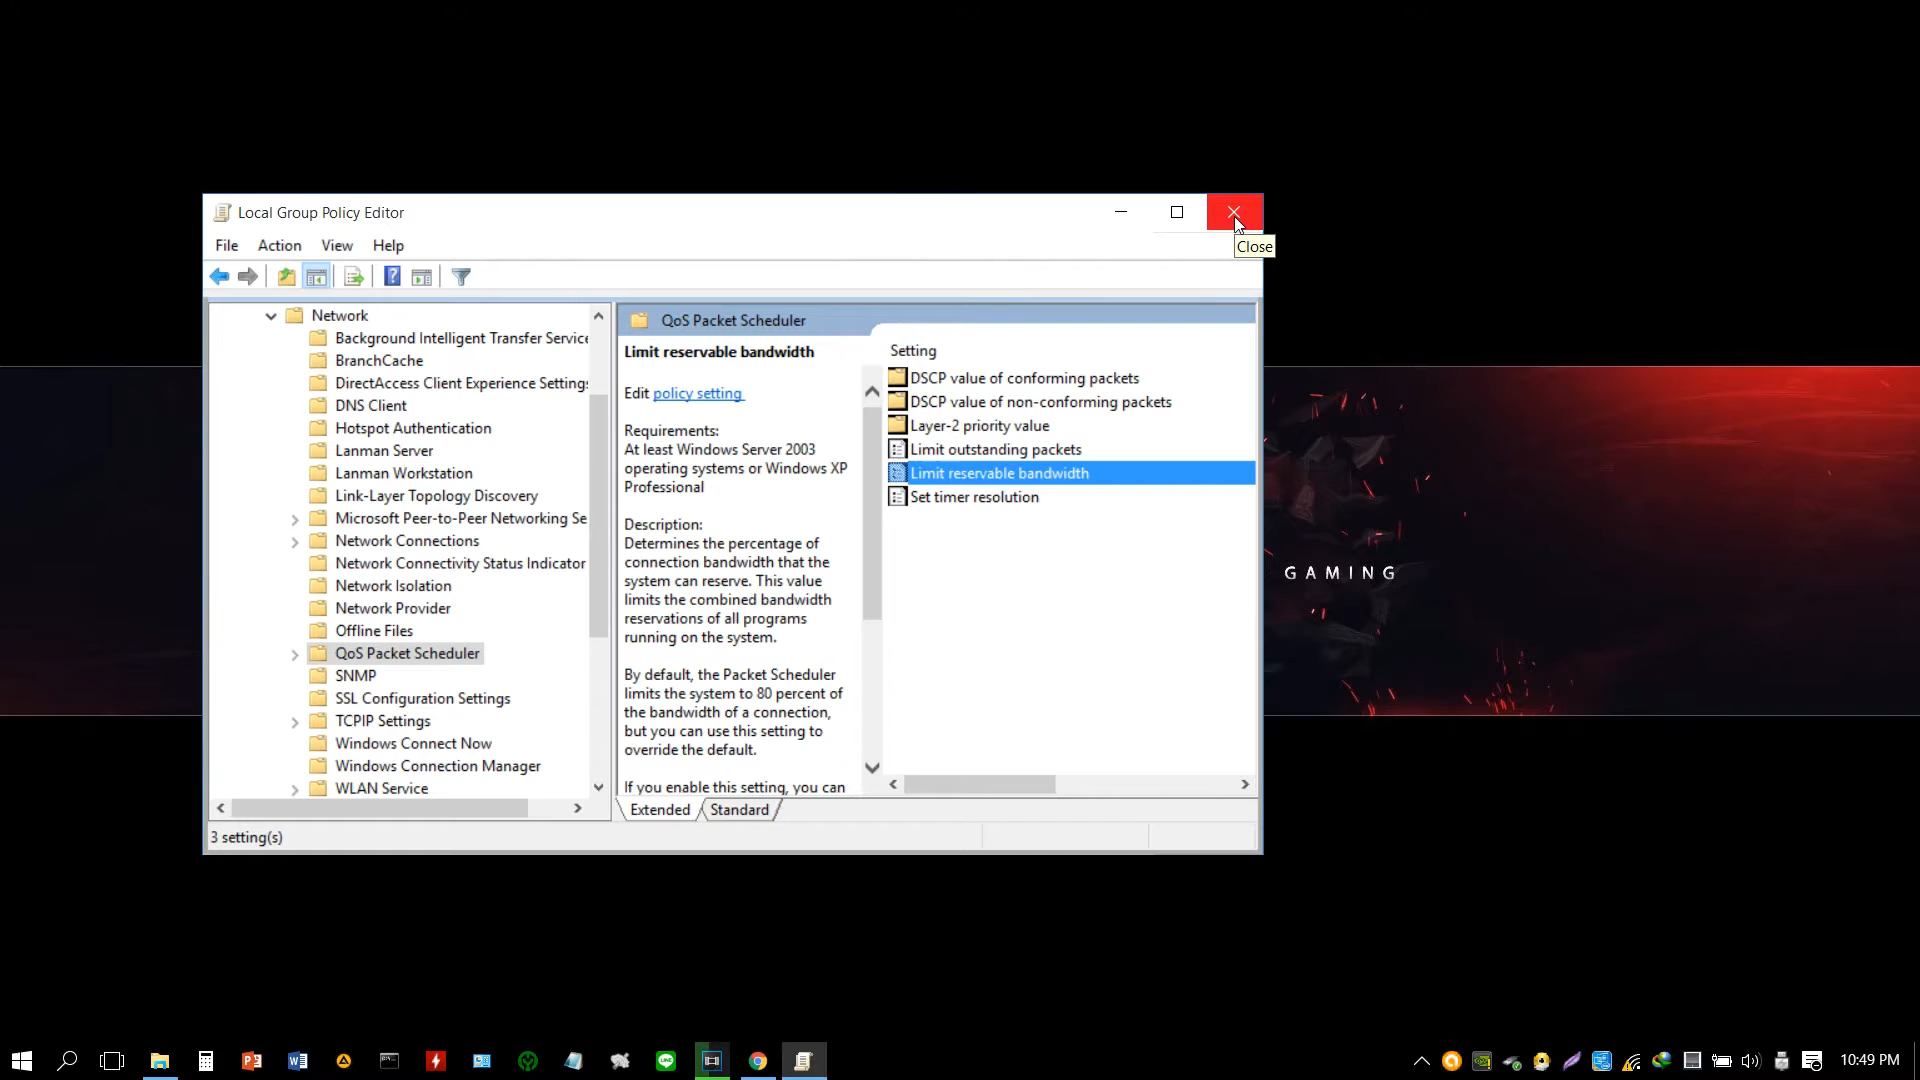 Local Group Policy Editor
Close
File Action View Help
Network
Background Intelligent Transfer Service
BranchCache
DirectAccess Client Experience Settings
DNS Client
Hotspot Authentication
Lanman Server
Lanman Workstation
Link-Layer Topology Discovery
Microsoft Peer-to-Peer Networking Se
Network Connections
Network Connectivity Status Indicator
Network Isolation
Network Provider
Offline Files
QoS Packet Scheduler
SNMP
SSL Configuration Settings
TCPIP Settings
Windows Connect Now
Windows Connection Manager
WLAN Service
QoS Packet Scheduler
Limit reservable bandwidth
Edit policy setting
Requirements:
At least Windows Server 2003
operating systems or Windows XP
Professional
Description:
Determines the percentage of
connection bandwidth that the
system can reserve. This value
limits the combined bandwidth
reservations of all programs
running on the system.
By default, the Packet Scheduler
limits the system to 80 percent of
the bandwidth of a connection,
but you can use this setting to
override the default.
If you enable this setting, you can
Setting
DSCP value of conforming packets
DSCP value of non-conforming packets
Layer-2 priority value
Limit outstanding packets
Limit reservable bandwidth
Set timer resolution
Extended Standard
3 setting(s)
GAMING
10:49 PM